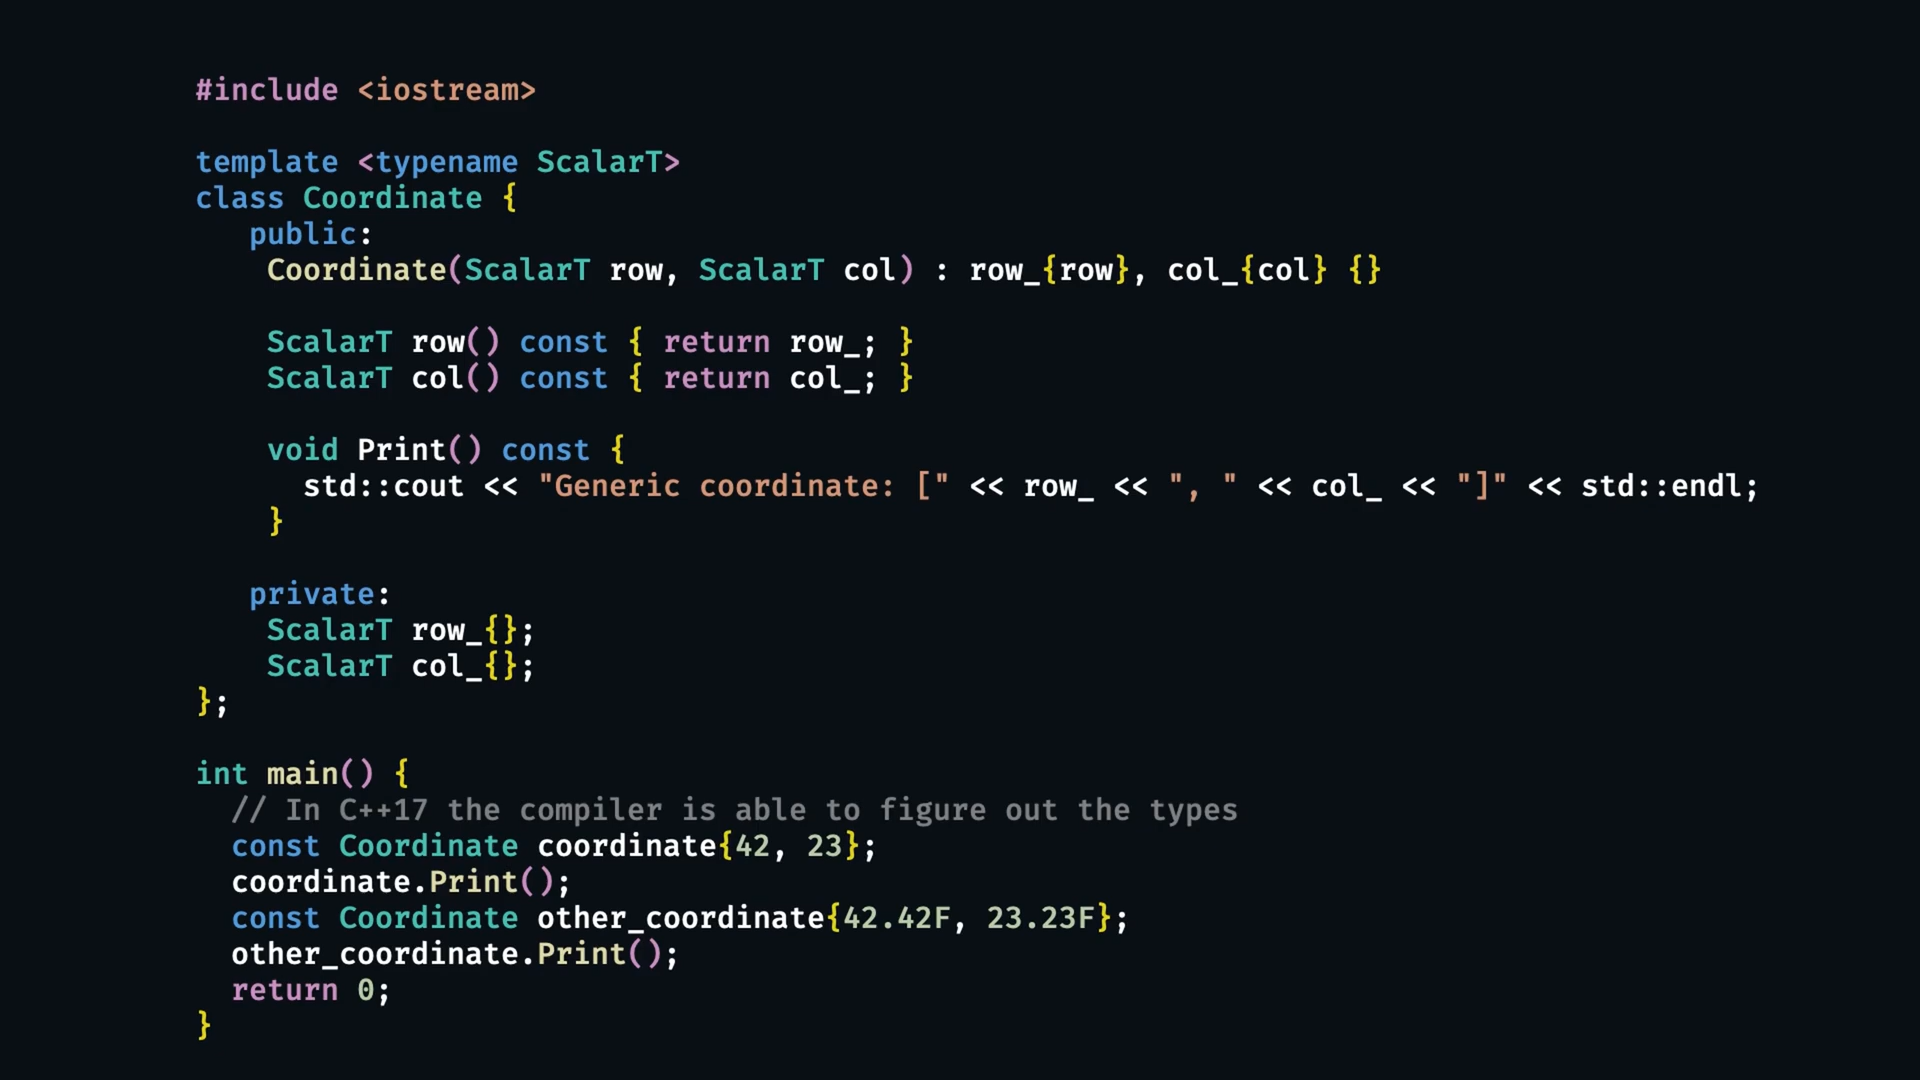 #include <iostream>
template <typename ScalarT>
class Coordinate {
public:
Coordinate(ScalarT row, ScalarT col) : row_{row}, col_{col} {}
ScalarT row() const { return row_; }
ScalarT col() const { return col_; }
void Print() const {
std::cout << "Generic coordinate: [" << row_ << ", " << col_ << "]" << std::endl;
}
private:
ScalarT row_{};
ScalarT col_{};
};
int main() {
// In C++17 the compiler is able to figure out the types
const Coordinate coordinate{42, 23};
coordinate.Print();
const Coordinate other_coordinate{42.42F, 23.23F};
other_coordinate.Print();
return 0;
}